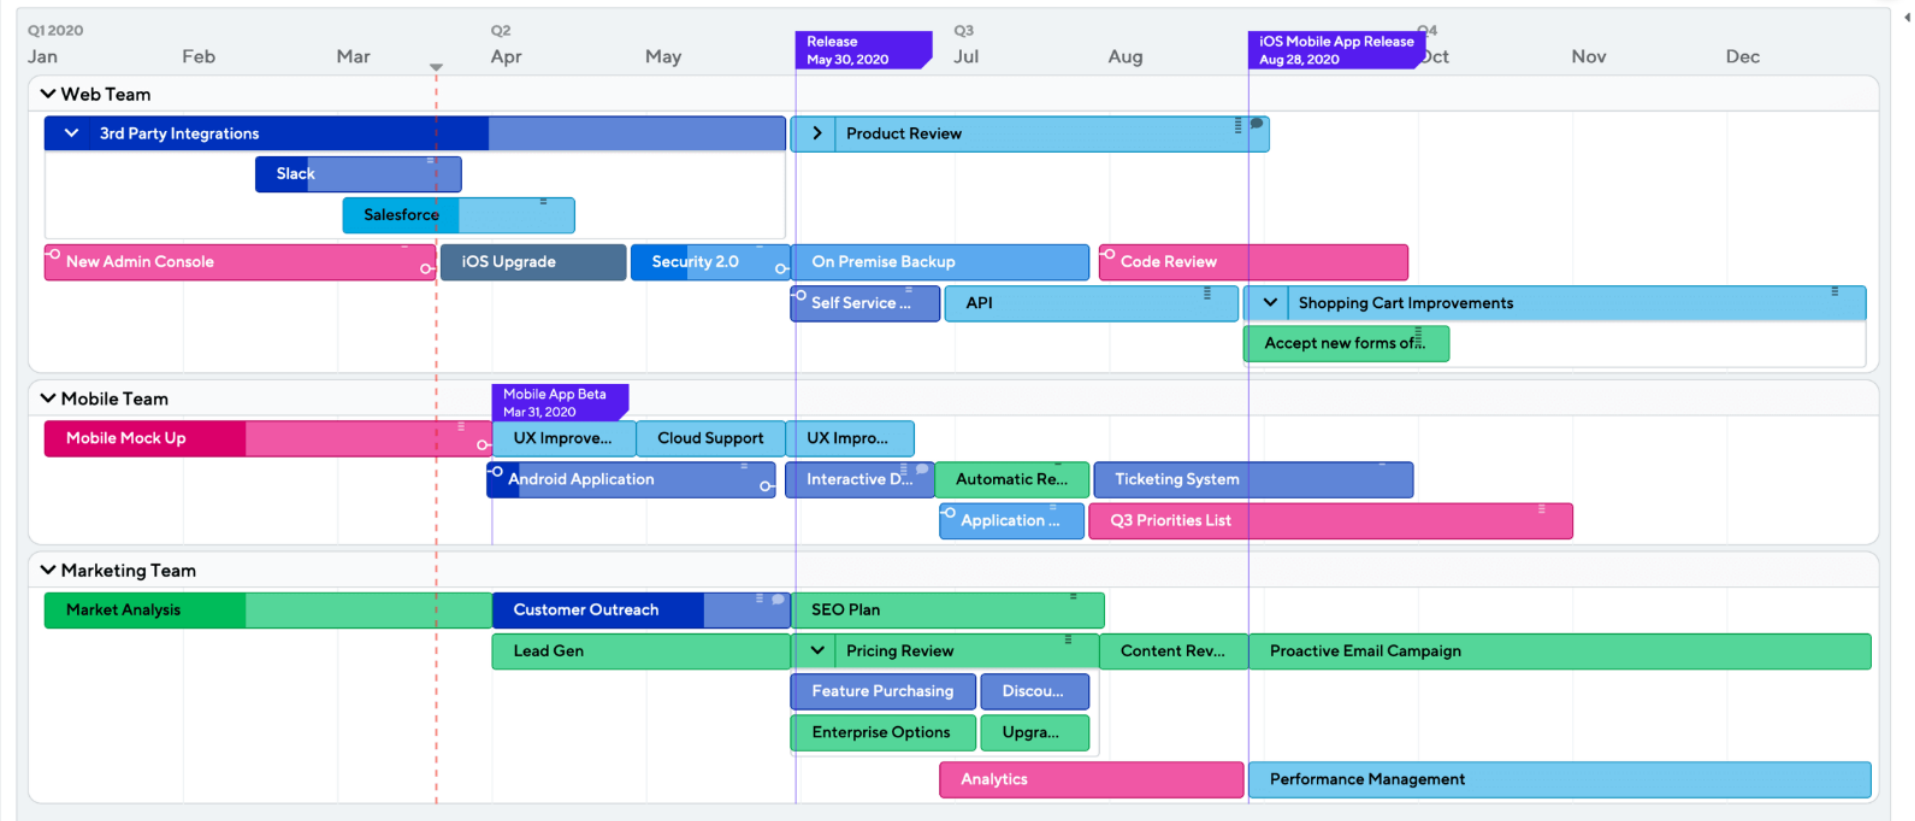 Q1 2020
Q2
Q3
Q4
Jan
Feb
Mar
Apr
May
Release
May 30, 2020
Jul
Aug
iOS Mobile App Release
Aug 28, 2020
Oct
Nov
Dec
Web Team
3rd Party Integrations
Product Review
Slack
Salesforce
New Admin Console
iOS Upgrade
Security 2.0
On Premise Backup
Code Review
Self Service ...
API
Shopping Cart Improvements
Accept new forms of...
Mobile Team
Mobile App Beta
Mar 31, 2020
Mobile Mock Up
UX Improve...
Cloud Support
UX Impro...
Android Application
Interactive D...
Automatic Re...
Ticketing System
Application ...
Q3 Priorities List
Marketing Team
Market Analysis
Customer Outreach
SEO Plan
Lead Gen
Pricing Review
Content Rev...
Proactive Email Campaign
Feature Purchasing
Discou...
Enterprise Options
Upgra...
Analytics
Performance Management